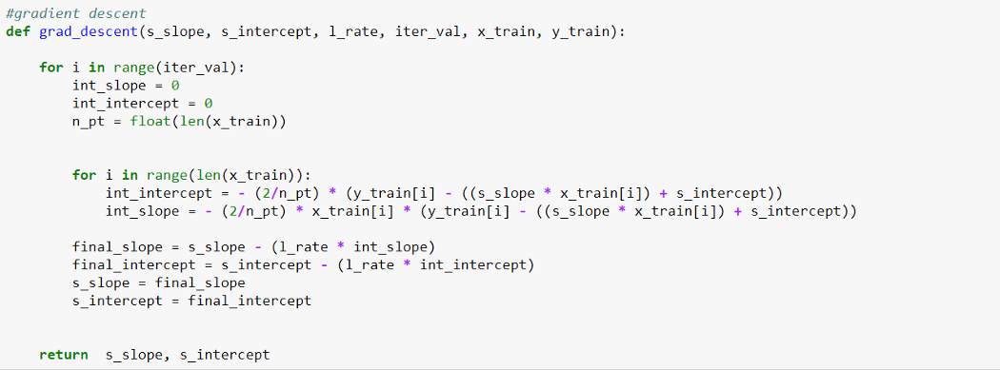 #gradient descent
def grad_descent(s_slope, s_intercept, l_rate, iter_val, x_train, y_train):
    for i in range(iter_val):
        int_slope = 0
        int_intercept = 0
        n_pt = float(len(x_train))
        for i in range(len(x_train)):
            int_intercept = - (2/n_pt) * (y_train[i] - ((s_slope * x_train[i]) + s_intercept))
            int_slope = - (2/n_pt) * x_train[i] * (y_train[i] - ((s_slope * x_train[i]) + s_intercept))
        final_slope = s_slope - (l_rate * int_slope)
        final_intercept = s_intercept - (l_rate * int_intercept)
        s_slope = final_slope
        s_intercept = final_intercept
    return  s_slope, s_intercept